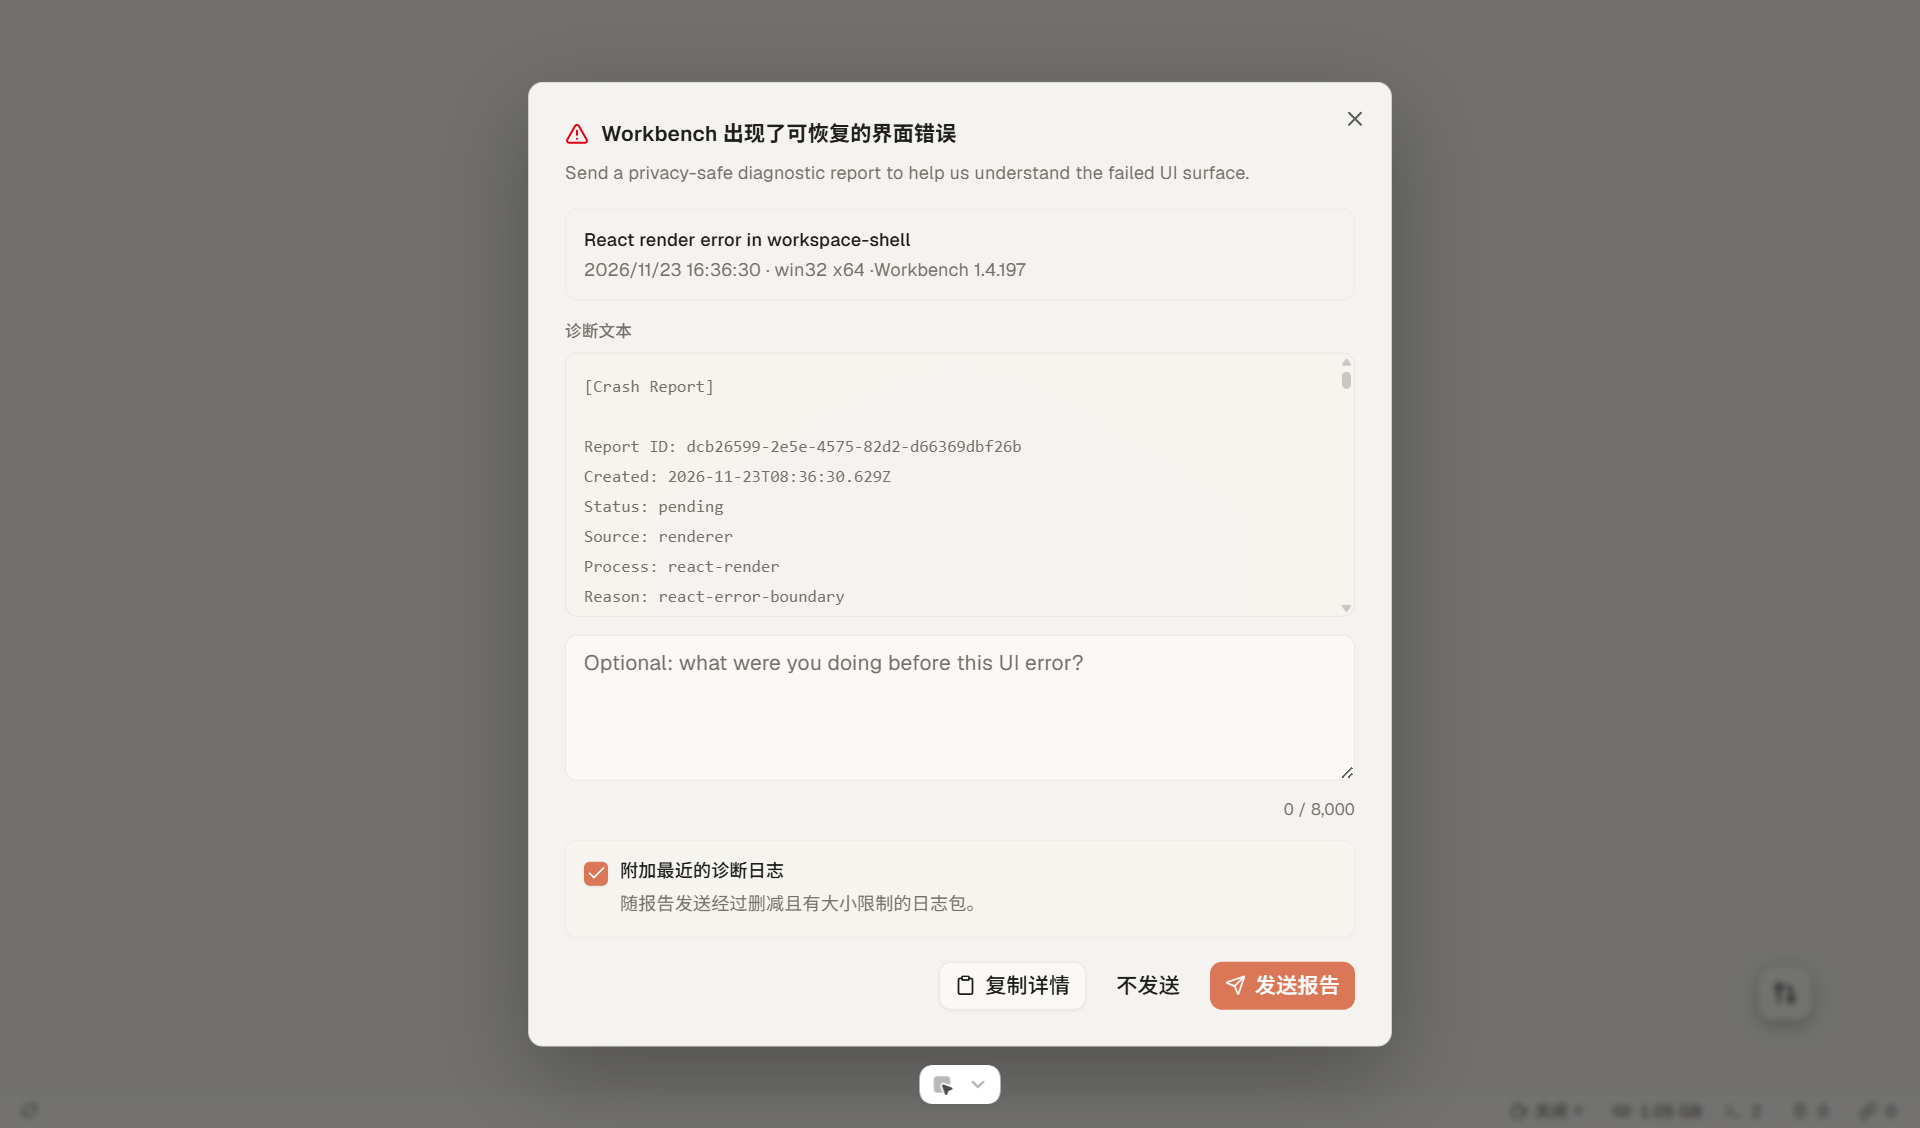 Workbench 出现了可恢复的界面错误
Send a privacy-safe diagnostic report to help us understand the failed UI surface.
React render error in workspace-shell
2026/11/23 16:36:30 · win32 x64 ·Workbench 1.4.197
诊断文本
[Crash Report]
Report ID: dcb26599-2e5e-4575-82d2-d66369dbf26b
Created: 2026-11-23T08:36:30.629Z
Status: pending
Source: renderer
Process: react-render
Reason: react-error-boundary
Optional: what were you doing before this UI error?
0 / 8,000
附加最近的诊断日志
随报告发送经过删减且有大小限制的日志包。
复制详情
不发送
发送报告